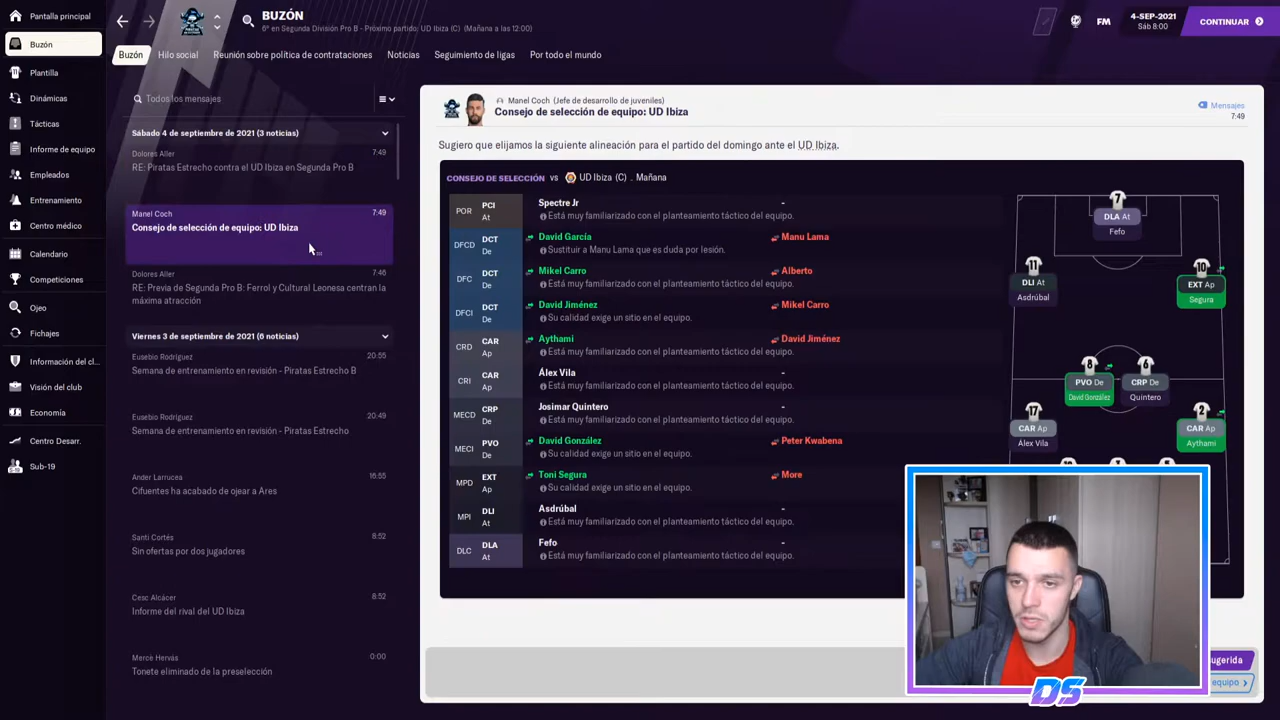 Pantalla principal
Buzón
Plantilla
Dinámicas
Tácticas
Informe de equipo
Empleados
Entrenamiento
Centro médico
Calendario
Competiciones
Ojeo
Fichajes
Información del cl...
Visión del club
Economía
Centro Desarr.
Sub-19
BUZÓN
6º en Segunda División Pro B - Próximo partido: UD Ibiza (C) (Mañana a las 12:00)
FM
4-SEP-2021
Sáb 8:00
CONTINUAR
Buzón Hilo social Reunión sobre política de contrataciones Noticias Seguimiento de ligas Por todo el mundo
Todos los mensajes
Sábado 4 de septiembre de 2021 (3 noticias)
Dolores Aller 7:49
RE: Piratas Estrecho contra el UD Ibiza en Segunda Pro B
Manel Coch 7:49
Consejo de selección de equipo: UD Ibiza
Dolores Aller 7:46
RE: Previa de Segunda Pro B: Ferrol y Cultural Leonesa centran la
máxima atracción
Viernes 3 de septiembre de 2021 (6 noticias)
Eusebio Rodríguez 20:55
Semana de entrenamiento en revisión - Piratas Estrecho B
Eusebio Rodríguez 20:49
Semana de entrenamiento en revisión - Piratas Estrecho
Ander Larrucea 16:55
Cifuentes ha acabado de ojear a Ares
Santi Cortés 8:52
Sin ofertas por dos jugadores
Cesc Alcácer 8:52
Informe del rival del UD Ibiza
Mercè Hervás 0:00
Tonete eliminado de la preselección
Manel Coch (Jefe de desarrollo de juveniles)
Consejo de selección de equipo: UD Ibiza
Mensajes
7:49
Sugiero que elijamos la siguiente alineación para el partido del domingo ante el UD Ibiza.
CONSEJO DE SELECCIÓN vs UD Ibiza (C) . Mañana
POR PCI At Spectre Jr -
Está muy familiarizado con el planteamiento táctico del equipo.
DFCD DCT De David García Manu Lama
Sustituir a Manu Lama que es duda por lesión.
DFC DCT De Mikel Carro Alberto
Está muy familiarizado con el planteamiento táctico del equipo.
DFCI DCT De David Jiménez Mikel Carro
Su calidad exige un sitio en el equipo.
CRD CAR Ap Aythami David Jiménez
Está muy familiarizado con el planteamiento táctico del equipo.
CRI CAR Ap Álex Vila -
Está muy familiarizado con el planteamiento táctico del equipo.
MECD CRP De Josimar Quintero -
Está muy familiarizado con el planteamiento táctico del equipo.
MECI PVO De David González Peter Kwabena
Su calidad exige un sitio en el equipo.
MPD EXT Ap Toni Segura More
Su calidad exige un sitio en el equipo.
MPI DLI At Asdrúbal -
Está muy familiarizado con el planteamiento táctico del equipo.
DLC DLA At Fefo -
Está muy familiarizado con el planteamiento táctico del equipo.
7
DLA At
Fefo
11
DLI At
Asdrúbal
10
EXT Ap
Segura
8
PVO De
David González
6
CRP De
Quintero
17
CAR Ap
Álex Vila
2
CAR Ap
Aythami
ugerida
equipo
DS